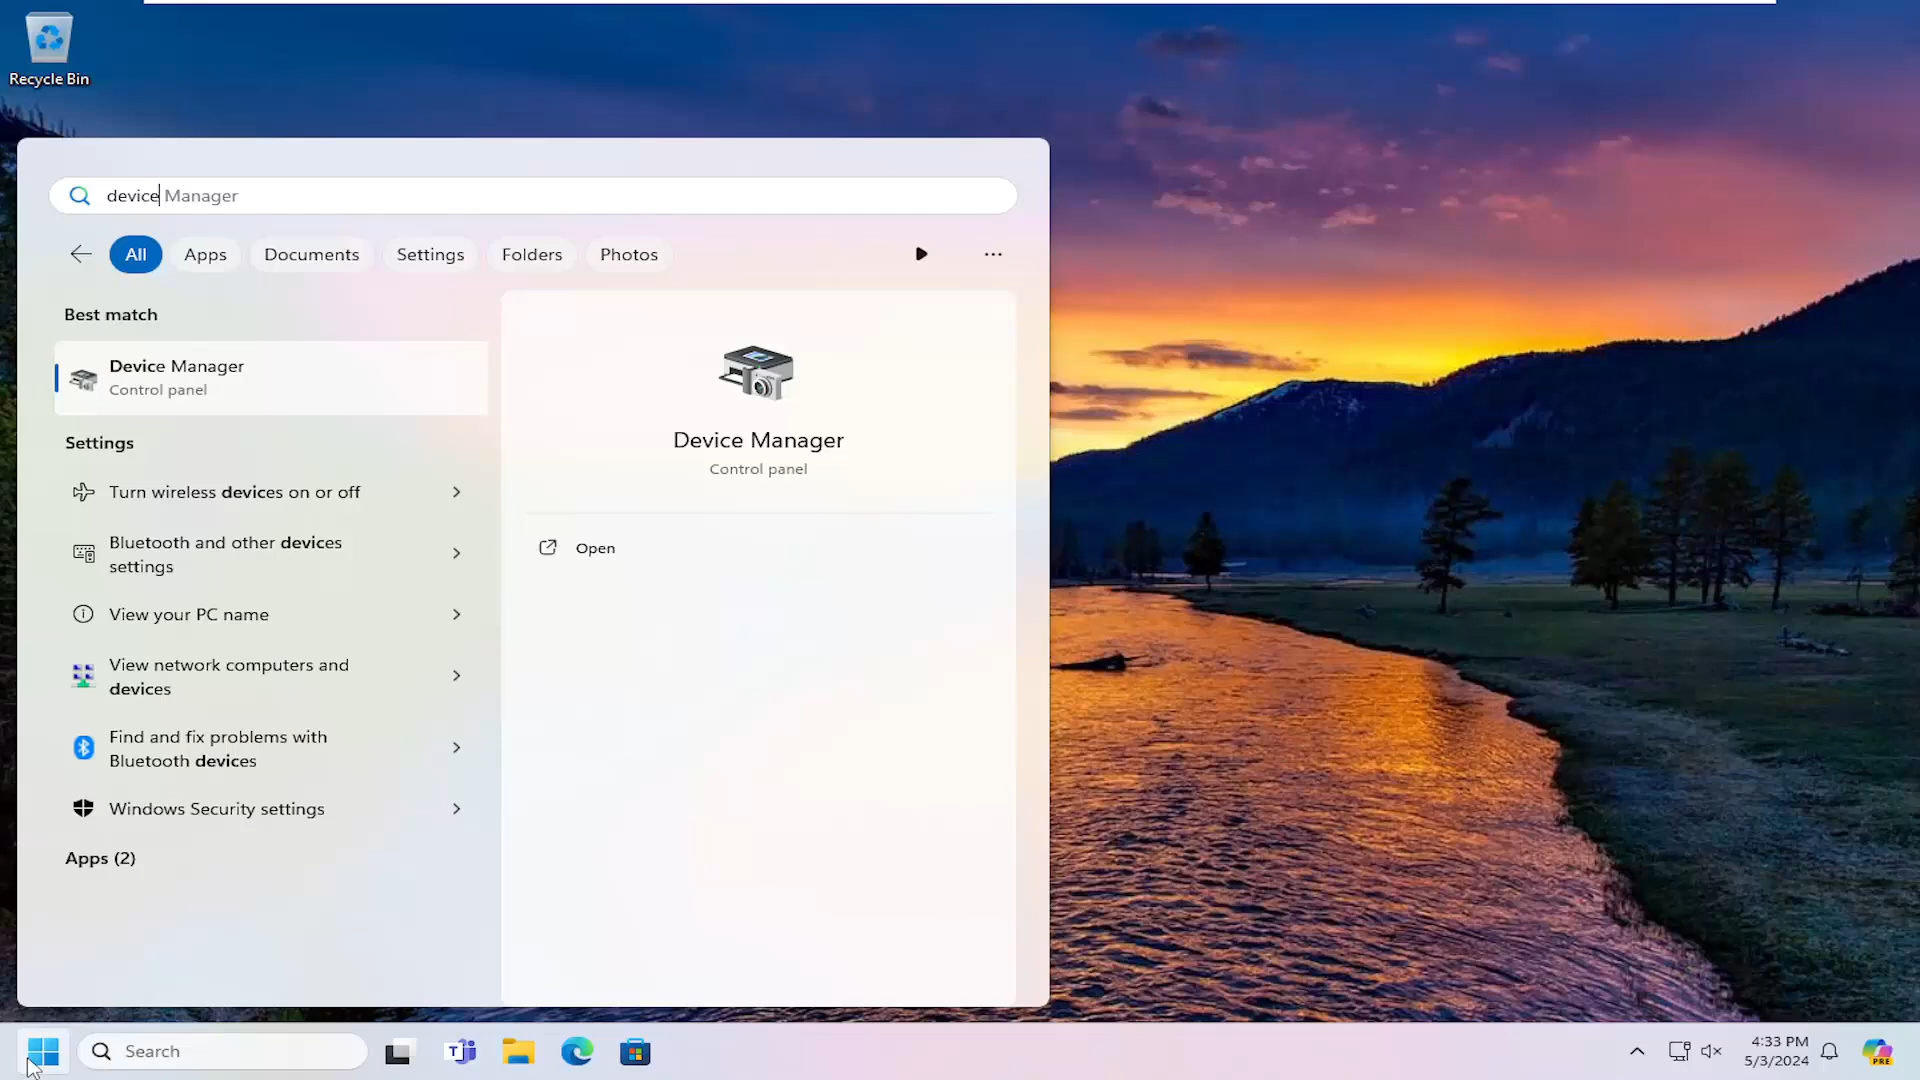 Recycle Bin
device Manager
All Apps Documents Settings Folders Photos
Best match
Device Manager
Control panel
Settings
Turn wireless devices on or off
Bluetooth and other devices
settings
View your PC name
View network computers and
devices
Find and fix problems with
Bluetooth devices
Windows Security settings
Apps (2)
Device Manager
Control panel
Open
Search
T
4:33 PM
5/3/2024
PRE